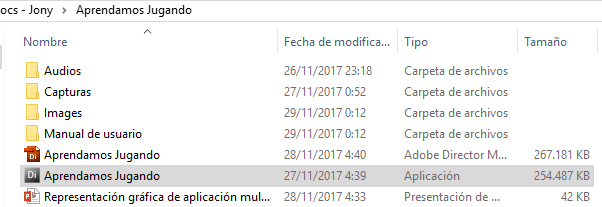 ocs - Jony > Aprendamos Jugando
Nombre Fecha de modifica... Tipo Tamaño
Audios 26/11/2017 23:18 Carpeta de archivos
Capturas 27/11/2017 0:52 Carpeta de archivos
Images 29/11/2017 0:12 Carpeta de archivos
Manual de usuario 29/11/2017 0:12 Carpeta de archivos
Di Aprendamos Jugando 28/11/2017 4:40 Adobe Director M... 267.181 KB
Di Aprendamos Jugando 27/11/2017 4:39 Aplicación 254.487 KB
P Representación gráfica de aplicación mul... 28/11/2017 4:33 Presentación de ... 42 KB